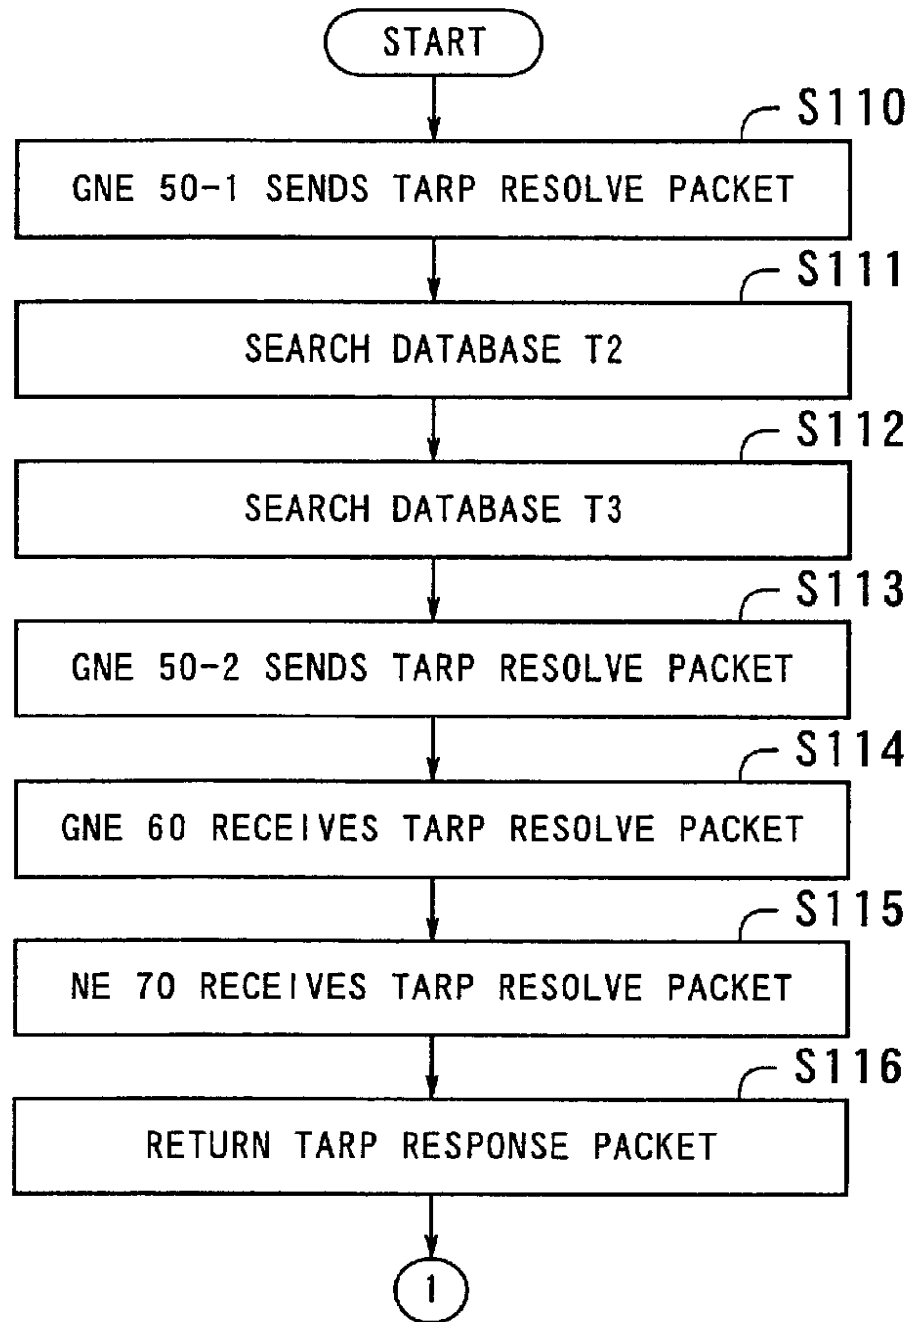 START
S110
GNE 50-1 SENDS TARP RESOLVE PACKET
S111
SEARCH DATABASE T2
S112
SEARCH DATABASE T3
S113
GNE 50-2 SENDS TARP RESOLVE PACKET
S114
GNE 60 RECEIVES TARP RESOLVE PACKET
S115
NE 70 RECEIVES TARP RESOLVE PACKET
S116
RETURN TARP RESPONSE PACKET
1